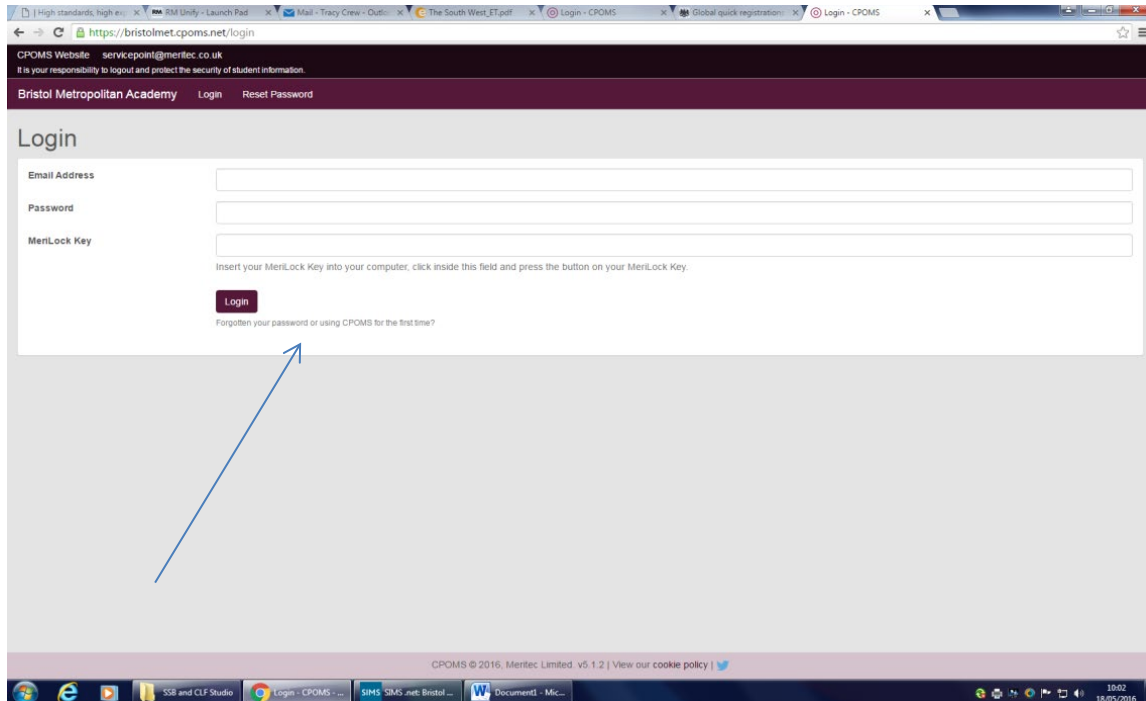 | High standards, high ex
RM Unify - Launch Pad
Mail - Tracy Crew - Outlo
The South West_ET.pdf
Login - CPOMS
Global quick registration
Login - CPOMS
https://bristolmet.cpoms.net/login
CPOMS Website servicepoint@meritec.co.uk
It is your responsibility to logout and protect the security of student information.
Bristol Metropolitan Academy Login Reset Password
Login
Email Address
Password
MeriLock Key
Insert your MeriLock Key into your computer, click inside this field and press the button on your MeriLock Key.
Login
Forgotten your password or using CPOMS for the first time?
CPOMS © 2016, Meritec Limited. v5.1.2 | View our cookie policy |
SSB and CLF Studio
Login - CPOMS - ...
SIMS SIMS .net: Bristol ...
Document1 - Mic...
10:02
18/05/2016